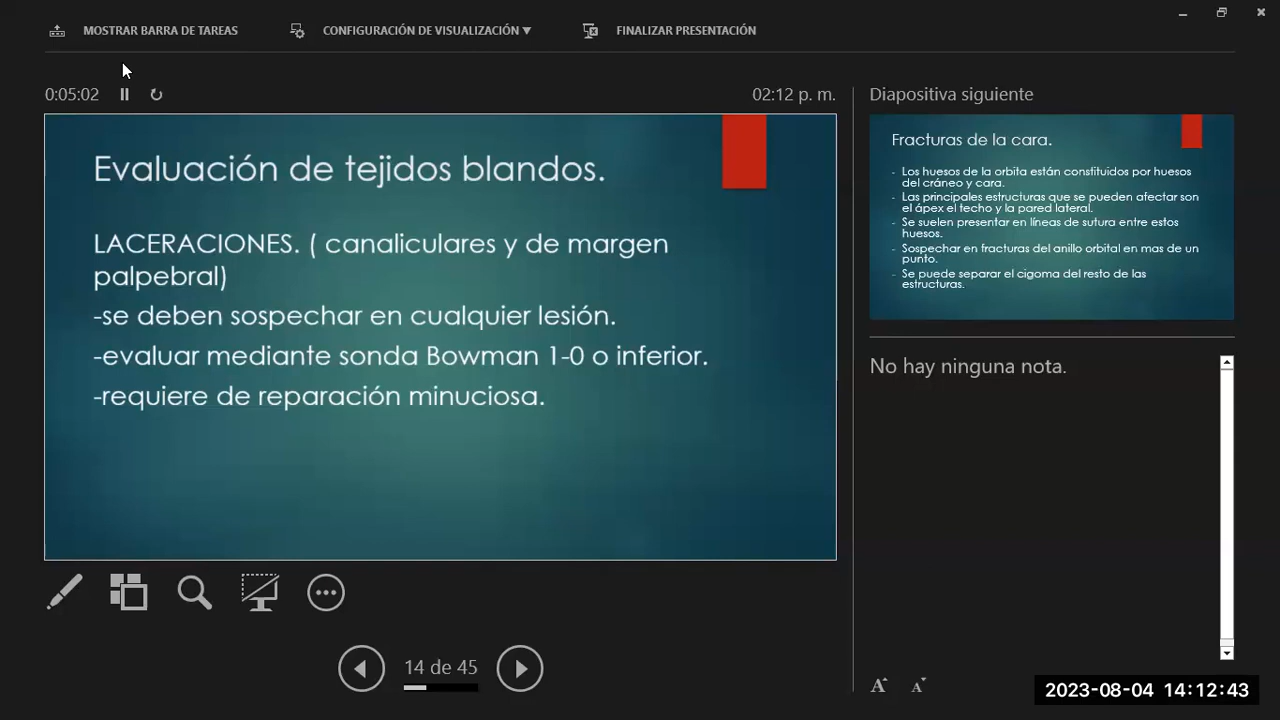 MOSTRAR BARRA DE TAREAS
CONFIGURACIÓN DE VISUALIZACIÓN ▼
FINALIZAR PRESENTACIÓN
0:05:02
02:12 p. m.
Evaluación de tejidos blandos.
LACERACIONES. ( canaliculares y de margen
palpebral)
-se deben sospechar en cualquier lesión.
-evaluar mediante sonda Bowman 1-0 o inferior.
-requiere de reparación minuciosa.
14 de 45
Diapositiva siguiente
Fracturas de la cara.
- Los huesos de la orbita están constituidos por huesos
del cráneo y cara.
- Las principales estructuras que se pueden afectar son
el ápex el techo y la pared lateral.
- Se suelen presentar en líneas de sutura entre estos
huesos.
- Sospechar en fracturas del anillo orbital en mas de un
punto.
- Se puede separar el cigoma del resto de las
estructuras.
No hay ninguna nota.
A A
2023-08-04 14:12:43